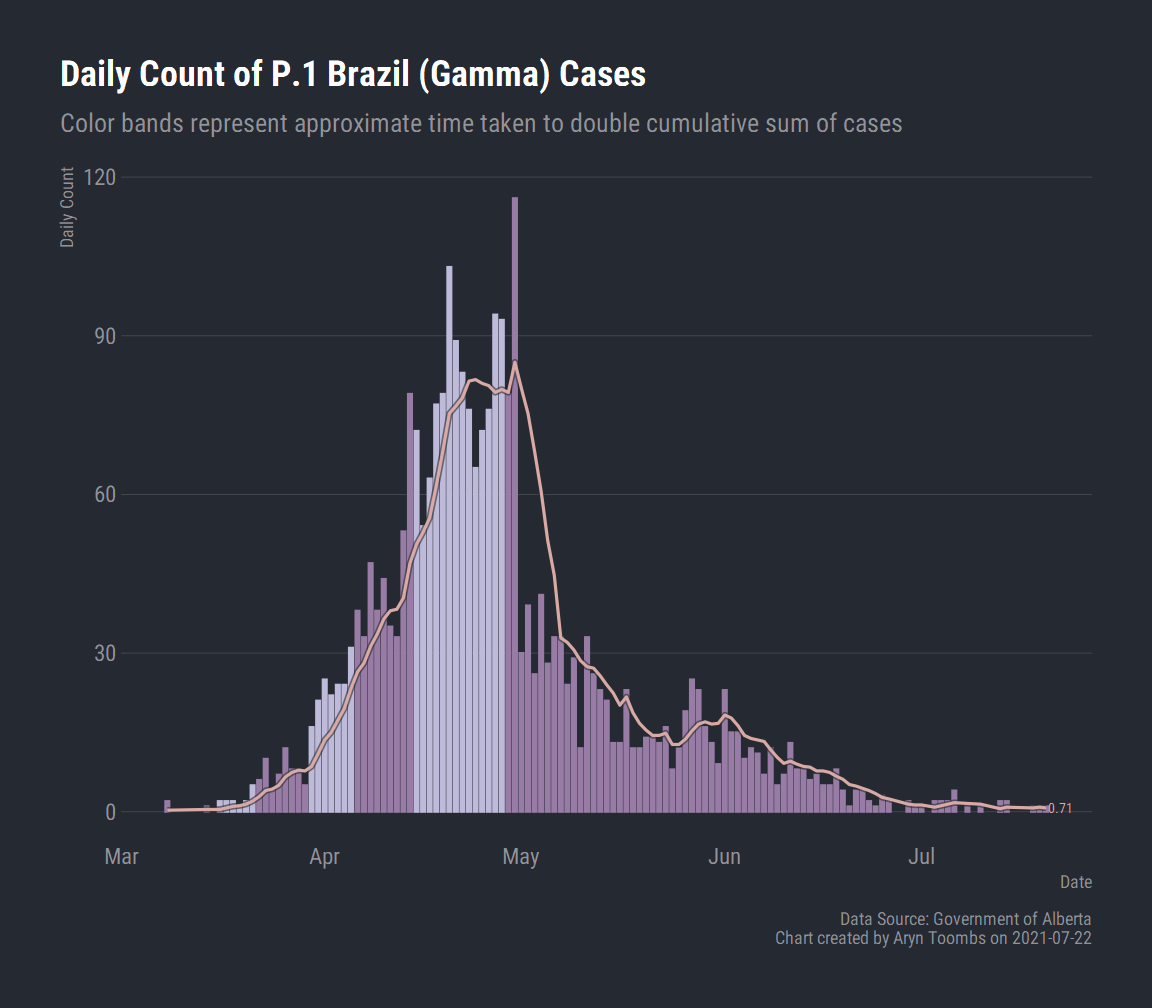 Daily Count of P.1 Brazil (Gamma) Cases
Color bands represent approximate time taken to double cumulative sum of cases
Daily Count
120
90
60
30
0
0.71
Mar Apr May Jun Jul
Date
Data Source: Government of Alberta
Chart created by Aryn Toombs on 2021-07-22